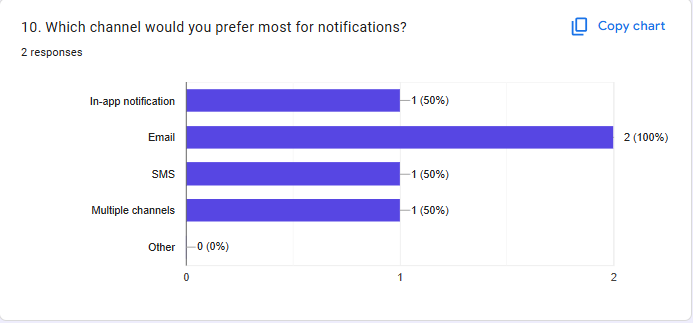 10. Which channel would you prefer most for notifications?
Copy chart
2 responses
In-app notification 1 (50%)
Email 2 (100%)
SMS 1 (50%)
Multiple channels 1 (50%)
Other 0 (0%)
0 1 2